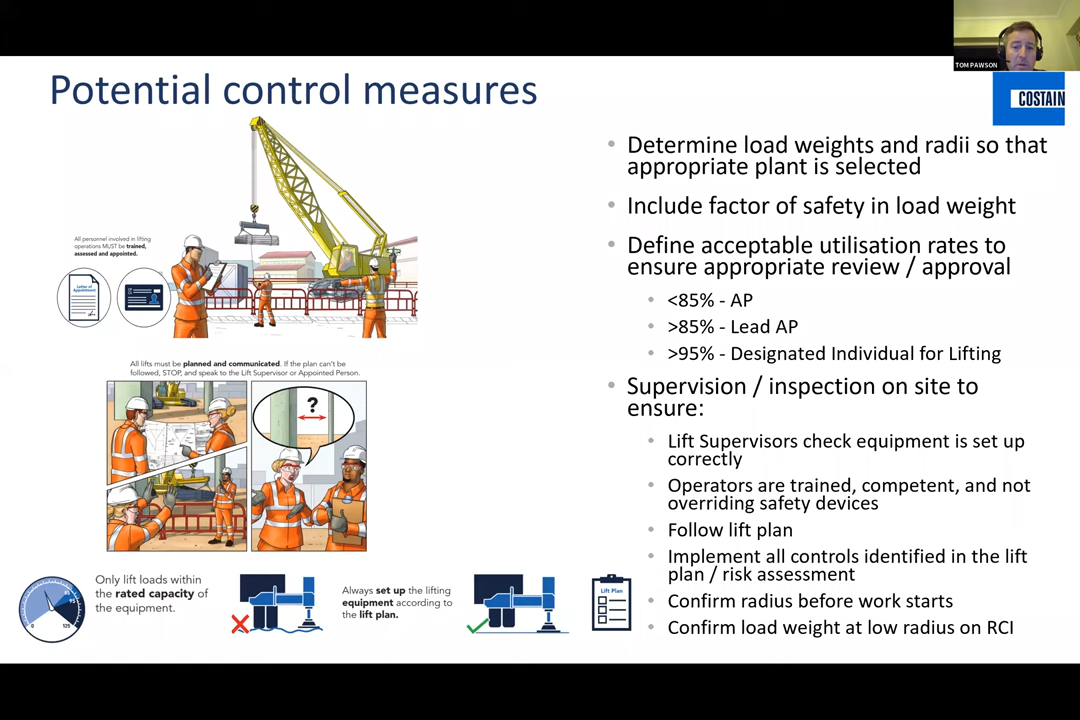 TOM PAWSON
COSTAIN
Potential control measures
All personnel involved in lifting
operations MUST be trained,
assessed and appointed.
Letter of
Appointment
All lifts must be planned and communicated. If the plan can't be
followed, STOP, and speak to the Lift Supervisor or Appointed Person.
?
Only lift loads within
the rated capacity of
the equipment.
0
85
95
125
Always set up the lifting
equipment according to
the lift plan.
Lift Plan
• Determine load weights and radii so that
appropriate plant is selected
• Include factor of safety in load weight
• Define acceptable utilisation rates to
ensure appropriate review / approval
• <85% - AP
• >85% - Lead AP
• >95% - Designated Individual for Lifting
• Supervision / inspection on site to
ensure:
• Lift Supervisors check equipment is set up
correctly
• Operators are trained, competent, and not
overriding safety devices
• Follow lift plan
• Implement all controls identified in the lift
plan / risk assessment
• Confirm radius before work starts
• Confirm load weight at low radius on RCI